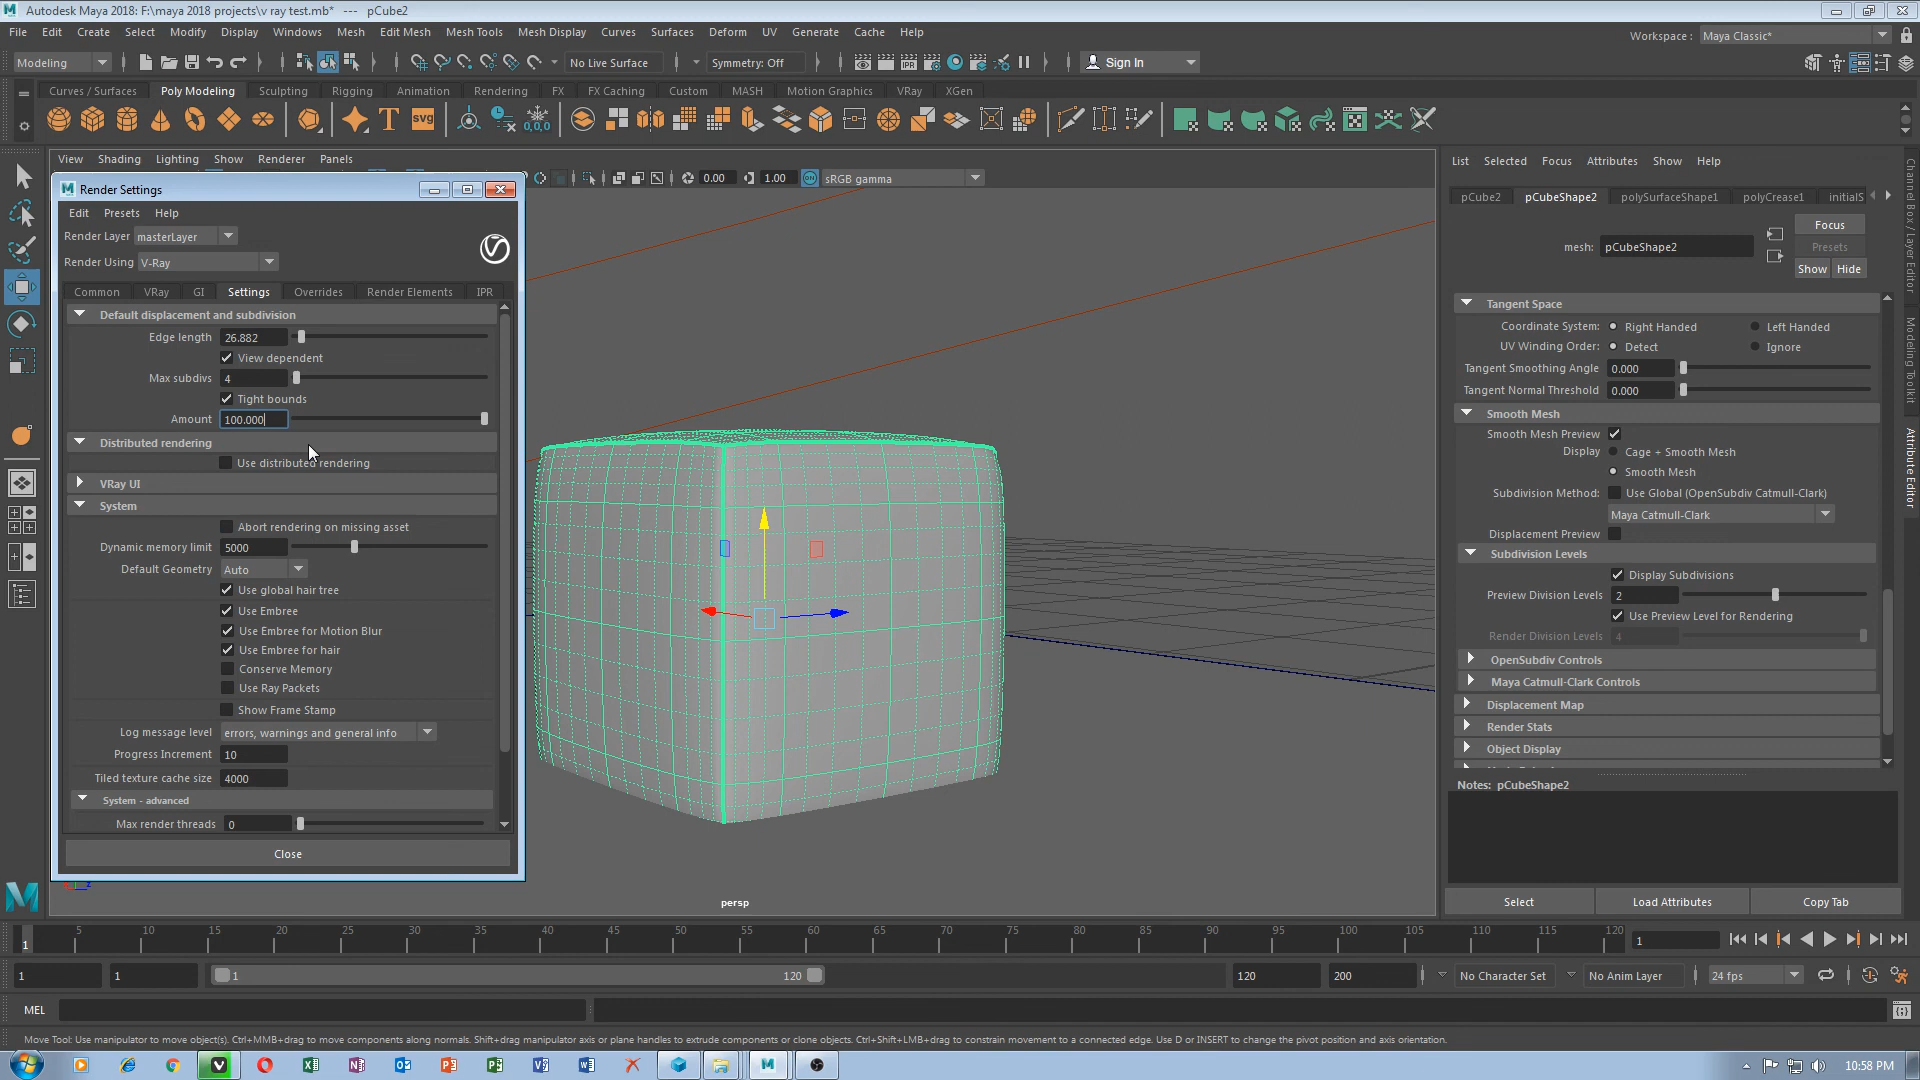 Autodesk Maya 2018: F:\maya 2018 projects\v ray test.mb* --- pCube2
File Edit Create Select Modify Display Windows Mesh Edit Mesh Mesh Tools Mesh Display Curves Surfaces Deform UV Generate Cache Help
Workspace : Maya Classic*
Modeling No Live Surface Symmetry: Off Sign In
Curves / Surfaces Poly Modeling Sculpting Rigging Animation Rendering FX FX Caching Custom MASH Motion Graphics VRay XGen
View Shading Lighting Show Renderer Panels
0.00 1.00 sRGB gamma
Render Settings
Edit Presets Help
Render Layer masterLayer
Render Using V-Ray
Common VRay GI Settings Overrides Render Elements IPR
Default displacement and subdivision
Edge length 26.882
View dependent
Max subdivs 4
Tight bounds
Amount 100.000
Distributed rendering
Use distributed rendering
VRay UI
System
Abort rendering on missing asset
Dynamic memory limit 5000
Default Geometry Auto
Use global hair tree
Use Embree
Use Embree for Motion Blur
Use Embree for hair
Conserve Memory
Use Ray Packets
Show Frame Stamp
Log message level errors, warnings and general info
Progress Increment 10
Tiled texture cache size 4000
System - advanced
Max render threads 0
Close
persp
List Selected Focus Attributes Show Help
pCube2 pCubeShape2 polySurfaceShape1 polyCrease1 initialS
Focus
mesh: pCubeShape2
Presets
Show Hide
Tangent Space
Coordinate System: Right Handed Left Handed
UV Winding Order: Detect Ignore
Tangent Smoothing Angle 0.000
Tangent Normal Threshold 0.000
Smooth Mesh
Smooth Mesh Preview
Display Cage + Smooth Mesh
Smooth Mesh
Subdivision Method: Use Global (OpenSubdiv Catmull-Clark)
Maya Catmull-Clark
Displacement Preview
Subdivision Levels
Display Subdivisions
Preview Division Levels 2
Use Preview Level for Rendering
Render Division Levels 4
OpenSubdiv Controls
Maya Catmull-Clark Controls
Displacement Map
Render Stats
Object Display
Notes: pCubeShape2
Select Load Attributes Copy Tab
Channel Box / Layer Editor
Modeling Toolkit
Attribute Editor
1 5 10 15 20 25 30 35 40 45 50 55 60 65 70 75 80 85 90 95 100 105 110 115 120 1
1 1 1 120 120 200 No Character Set No Anim Layer 24 fps
MEL
Move Tool: Use manipulator to move object(s). Ctrl+MMB+drag to move components along normals. Shift+drag manipulator axis or plane handles to extrude components or clone objects. Ctrl+Shift+LMB+drag to constrain movement to a connected edge. Use D or INSERT to change the pivot position and axis orientation.
10:58 PM